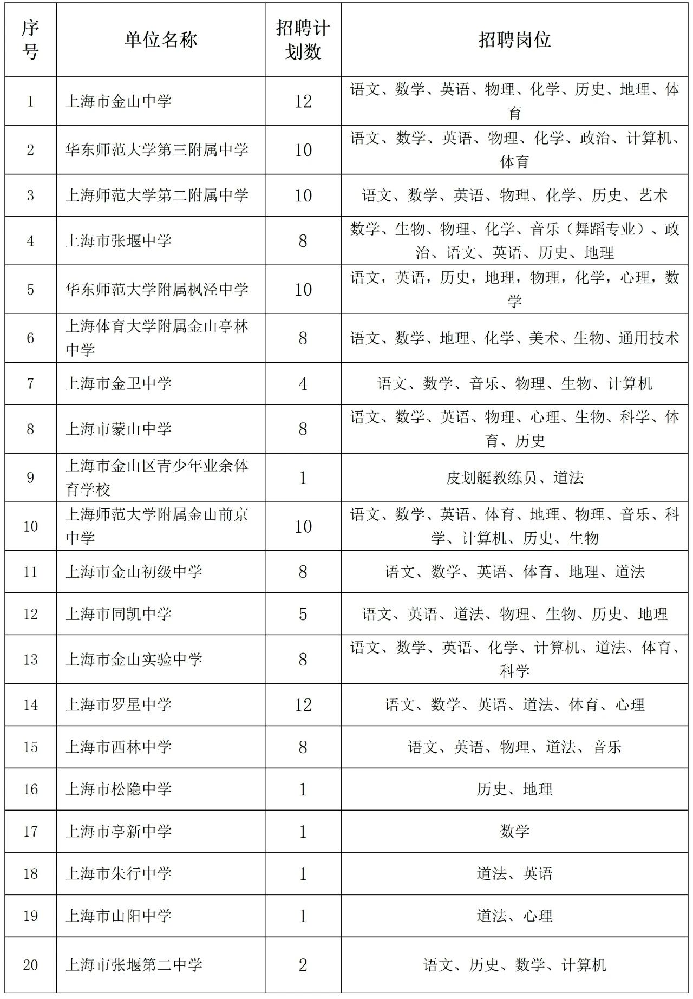 序号 单位名称 招聘计划数 招聘岗位
1 上海市金山中学 12 语文、数学、英语、物理、化学、历史、地理、体育
2 华东师范大学第三附属中学 10 语文、数学、英语、物理、化学、政治、计算机、体育
3 上海师范大学第二附属中学 10 语文、数学、英语、物理、化学、历史、艺术
4 上海市张堰中学 8 数学、生物、物理、化学、音乐（舞蹈专业）、政治、语文、英语、历史、地理
5 华东师范大学附属枫泾中学 10 语文，英语，历史，地理，物理，化学，心理，数学
6 上海体育大学附属金山亭林中学 8 语文、数学、地理、化学、美术、生物、通用技术
7 上海市金卫中学 4 语文、数学、音乐、物理、生物、计算机
8 上海市蒙山中学 8 语文、数学、英语、物理、心理、生物、科学、体育、历史
9 上海市金山区青少年业余体育学校 1 皮划艇教练员、道法
10 上海师范大学附属金山前京中学 10 语文、数学、英语、体育、地理、物理、音乐、科学、计算机、历史、生物
11 上海市金山初级中学 8 语文、数学、英语、体育、地理、道法
12 上海市同凯中学 5 语文、英语、道法、物理、生物、历史、地理
13 上海市金山实验中学 8 语文、数学、英语、化学、计算机、道法、体育、科学
14 上海市罗星中学 12 语文、数学、英语、道法、体育、心理
15 上海市西林中学 8 语文、英语、物理、道法、音乐
16 上海市松隐中学 1 历史、地理
17 上海市亭新中学 1 数学
18 上海市朱行中学 1 道法、英语
19 上海市山阳中学 1 道法、心理
20 上海市张堰第二中学 2 语文、历史、数学、计算机